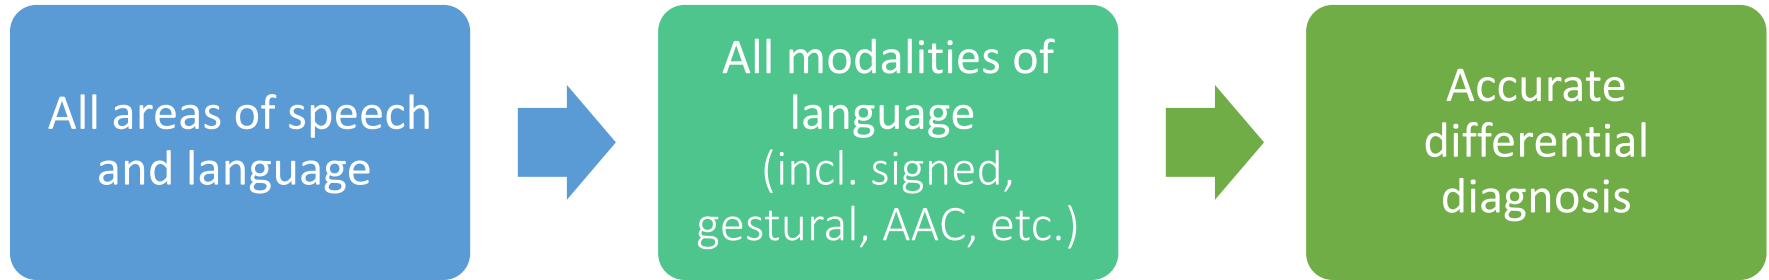 All areas of speech
and language
All modalities of
language
(incl. signed,
gestural, AAC, etc.)
Accurate
differential
diagnosis